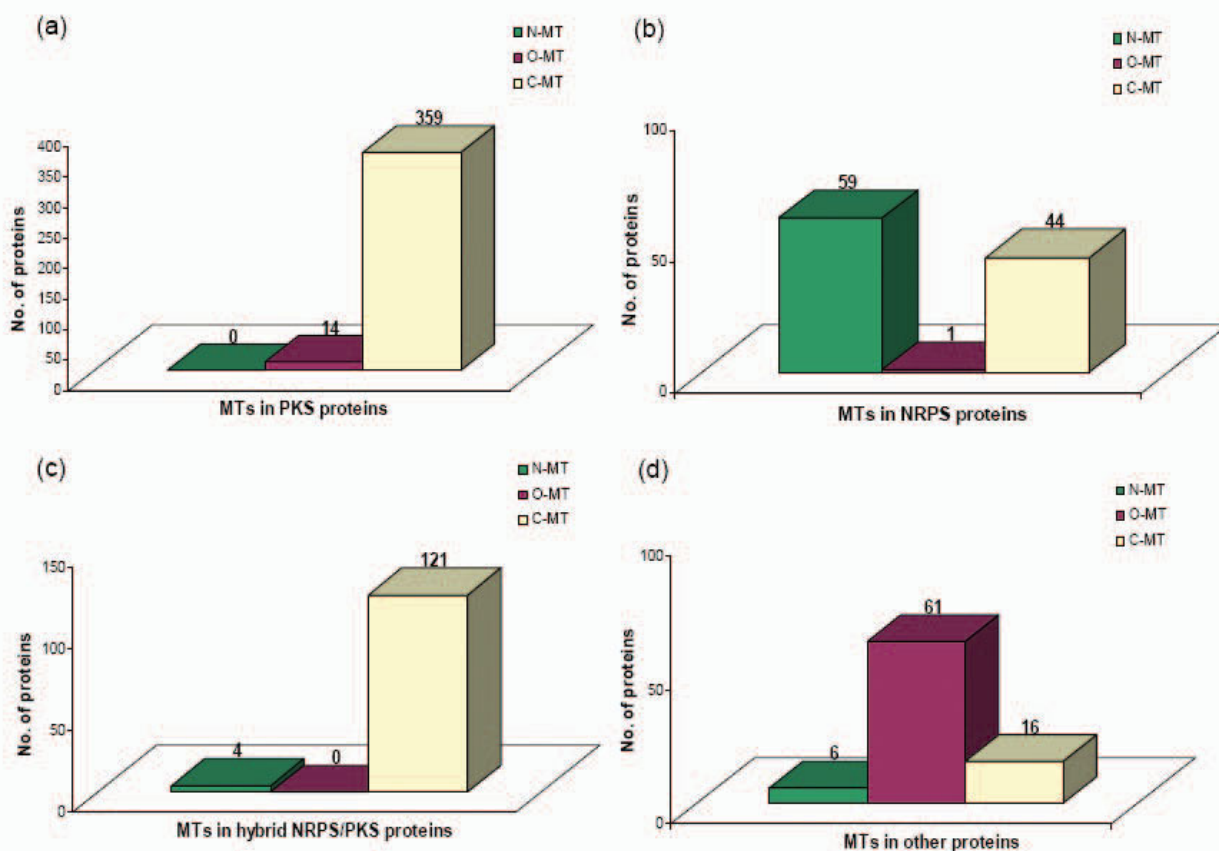 (a)
N-MT
O-MT
C-MT
No. of proteins
400
350
300
250
200
150
100
50
0
0
14
359
MTs in PKS proteins
(b)
N-MT
O-MT
C-MT
No. of proteins
100
50
0
59
1
44
MTs in NRPS proteins
(c)
N-MT
O-MT
C-MT
No. of proteins
150
100
50
0
4
0
121
MTs in hybrid NRPS/PKS proteins
(d)
N-MT
O-MT
C-MT
No. of proteins
100
50
0
6
61
16
MTs in other proteins